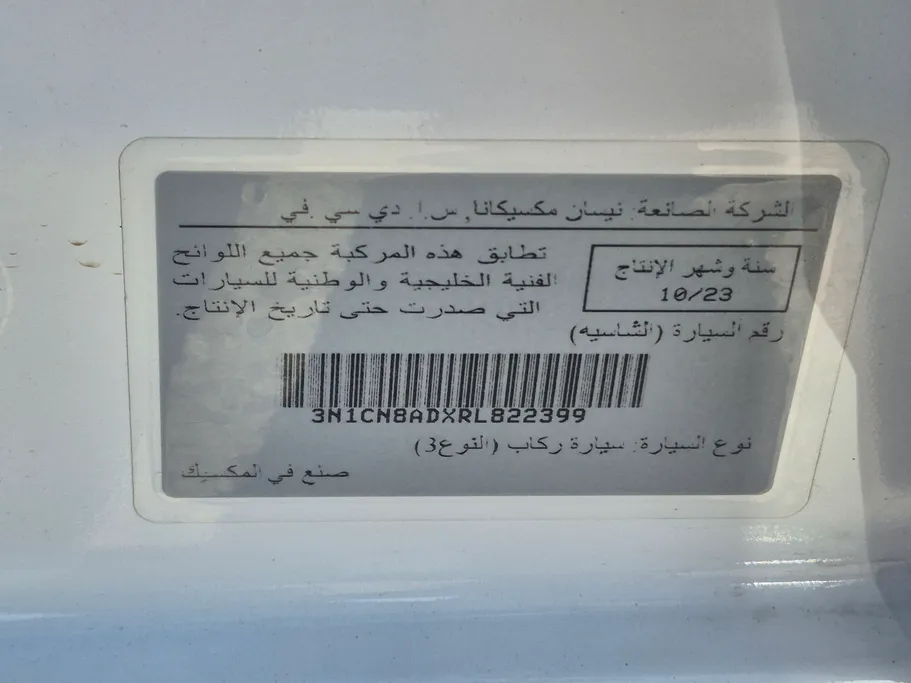 الشركة الصانعة: نيسان مكسيكانا, س.ا. دي سي .في
سنة وشهر الإنتاج
10/23
تطابق هذه المركبة جميع اللوائح
الفنية الخليجية والوطنية للسيارات
التي صدرت حتى تاريخ الإنتاج.
رقم السيارة (الشاسيه)
3N1CN8ADXRL822399
نوع السيارة: سيارة ركاب (النوع3)
صنع في المكسيك